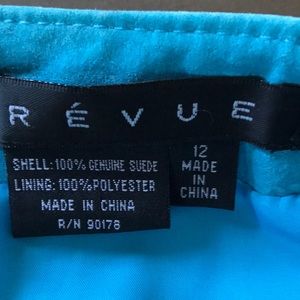 RÉVUE
SHELL: 100% GENUINE SUEDE
LINING: 100% POLYESTER
MADE IN CHINA
R/N 90178
12
MADE
IN
CHINA